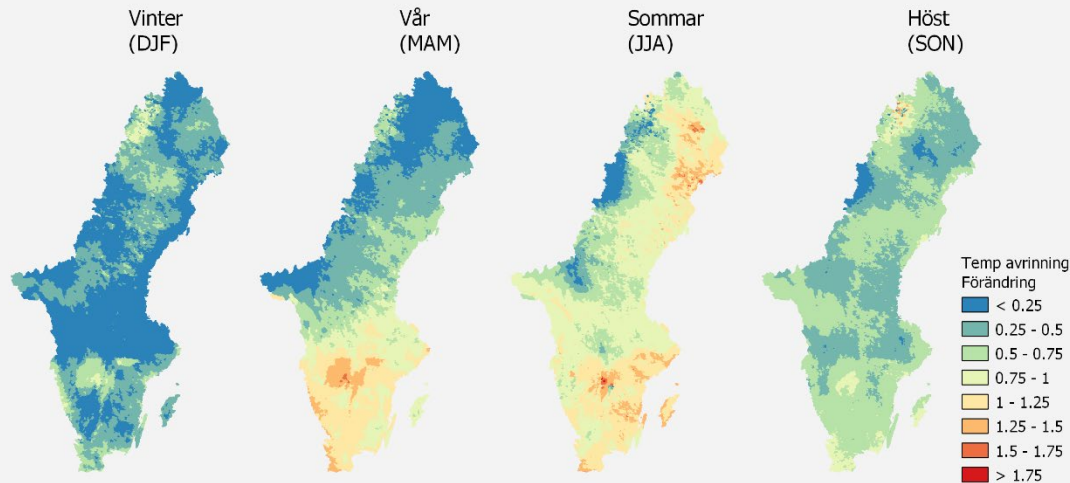 Vinter
(DJF)
Vår
(MAM)
Sommar
(JJA)
Höst
(SON)
Temp avrinning
Förändring
< 0.25
0.25 - 0.5
0.5 - 0.75
0.75 - 1
1 - 1.25
1.25 - 1.5
1.5 - 1.75
> 1.75